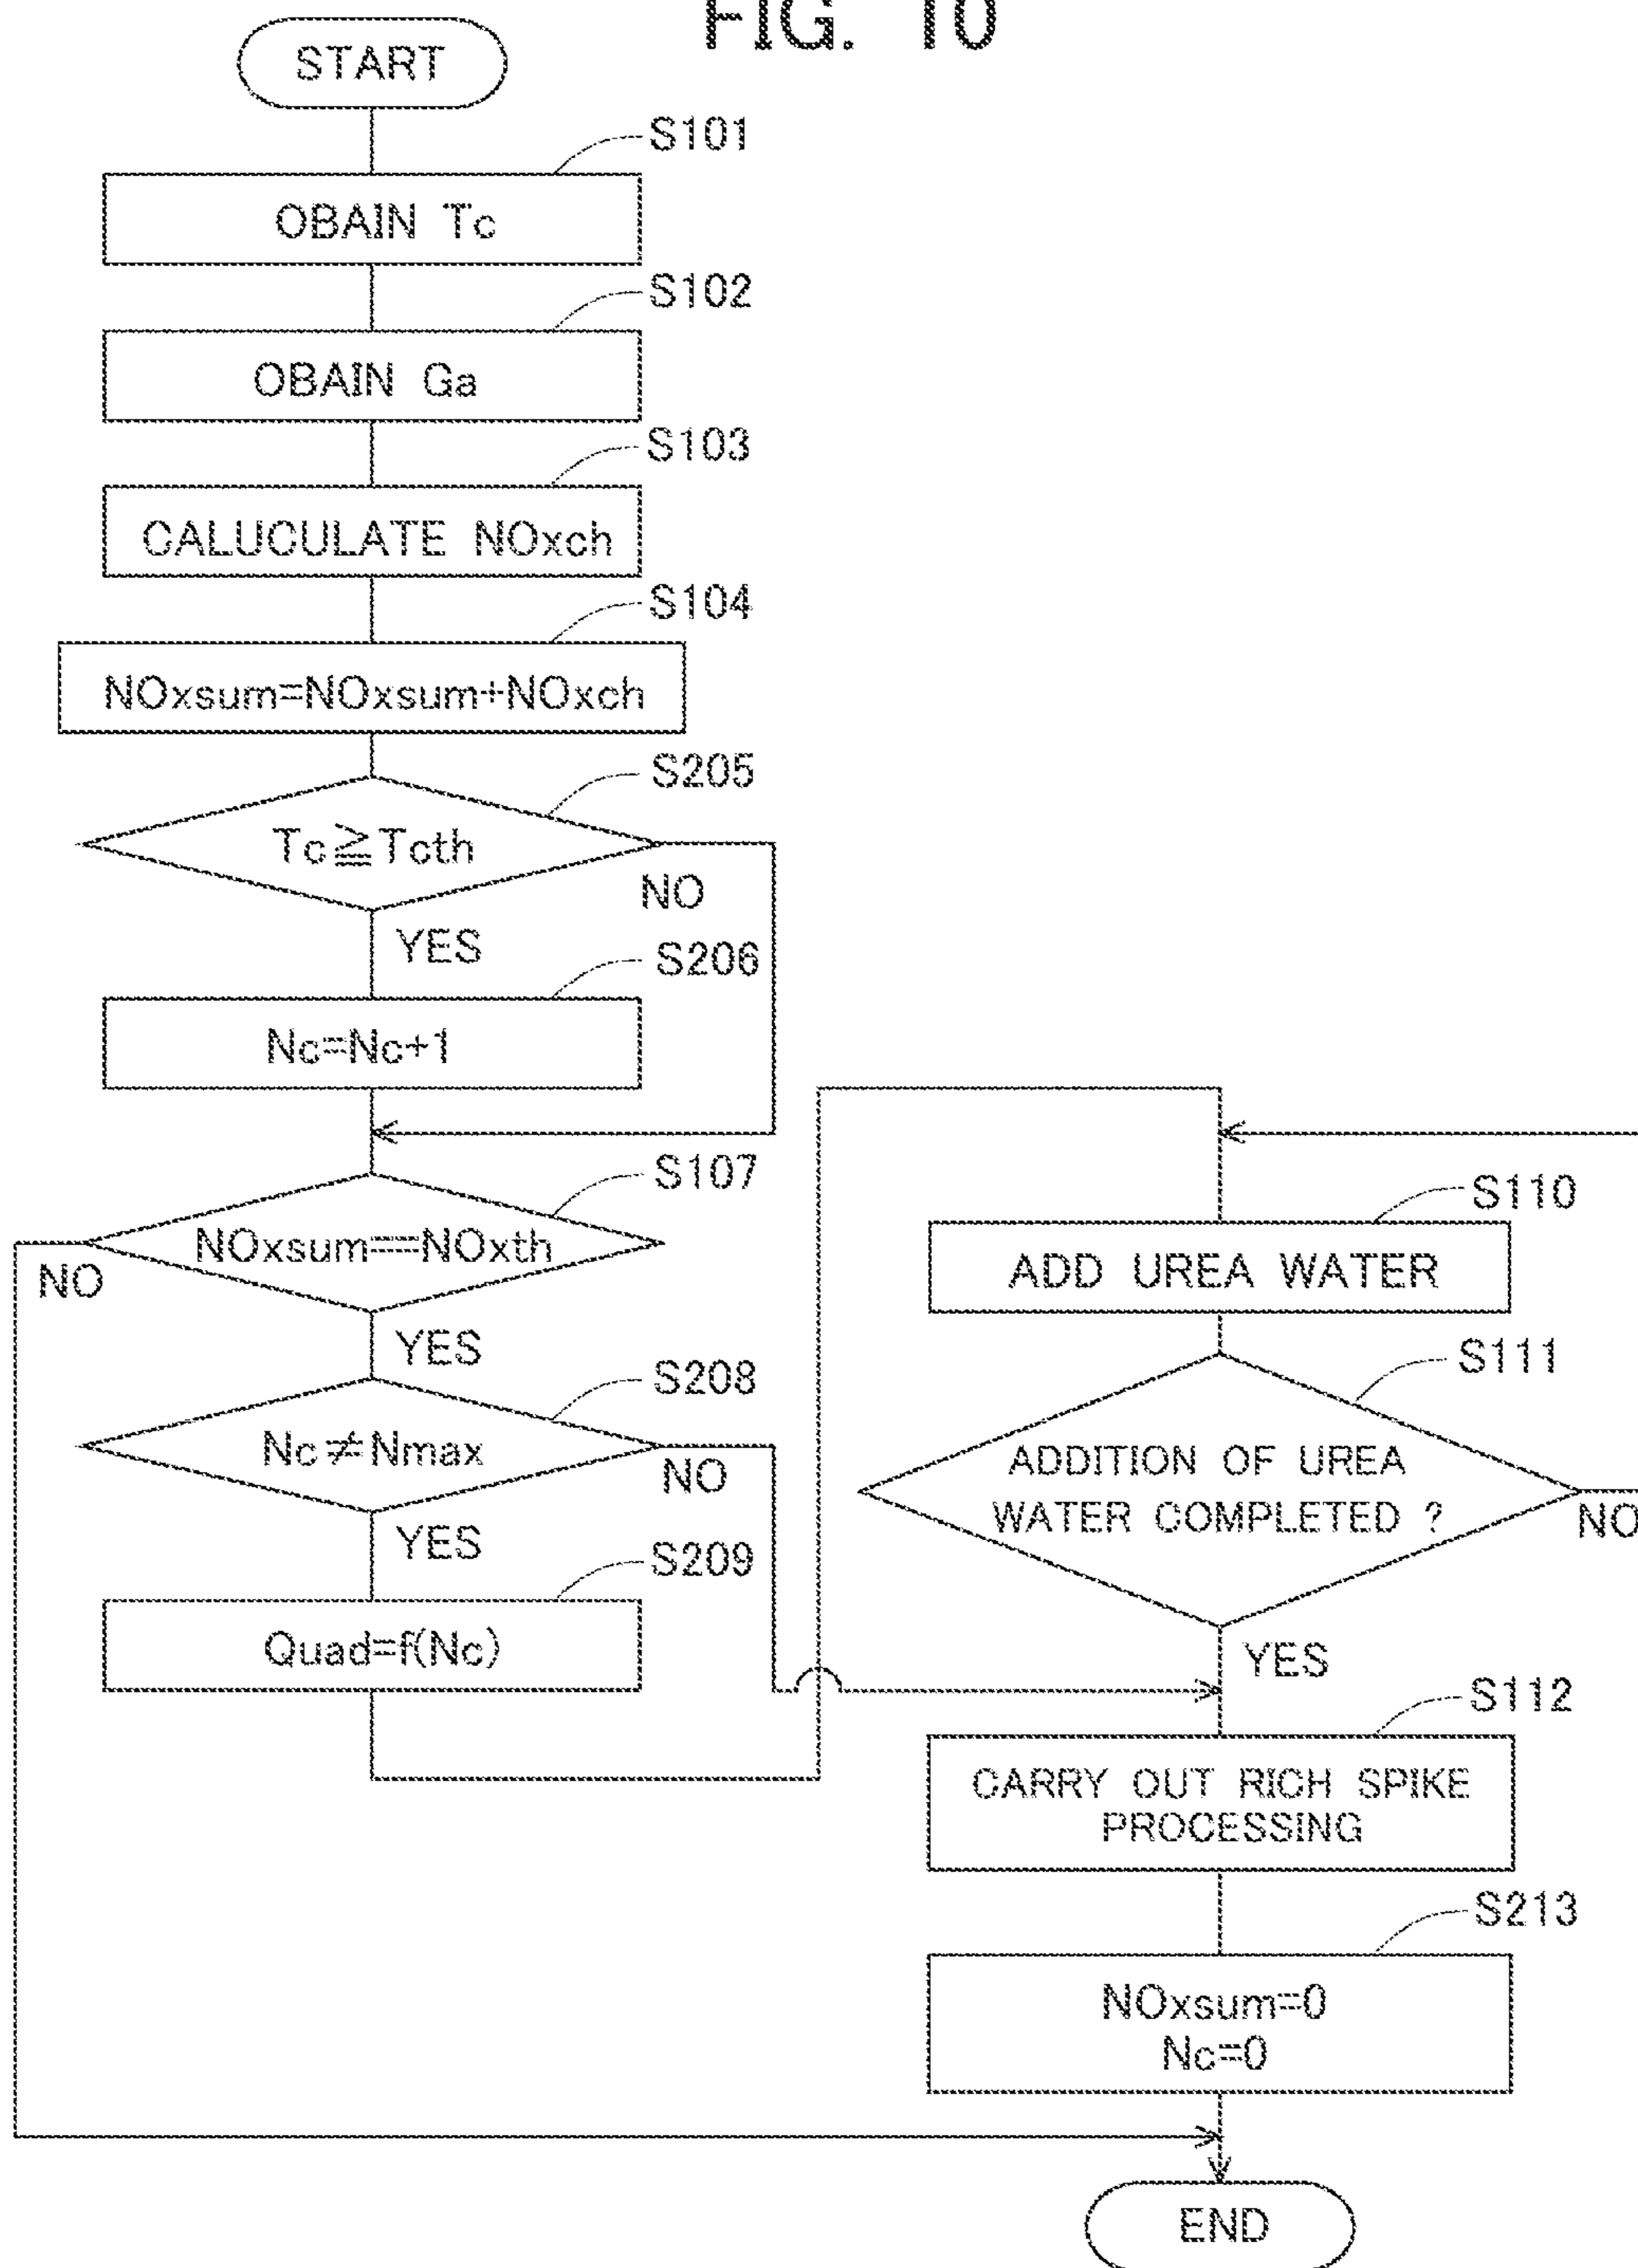 FIG. 10
START
S101
OBAIN Tc
S102
OBAIN Ga
S103
CALUCULATE NOxch
S104
NOxsum=NOxsum+NOxch
S205
Tc≧Tcth
NO
YES
S206
Nc=Nc+1
S107
NOxsum==NOxth
NO
YES
S208
Nc≠Nmax
NO
YES
S209
Quad=f(Nc)
S110
ADD UREA WATER
S111
ADDITION OF UREA
WATER COMPLETED ?
NO
YES
S112
CARRY OUT RICH SPIKE
PROCESSING
S213
NOxsum=0
Nc=0
END